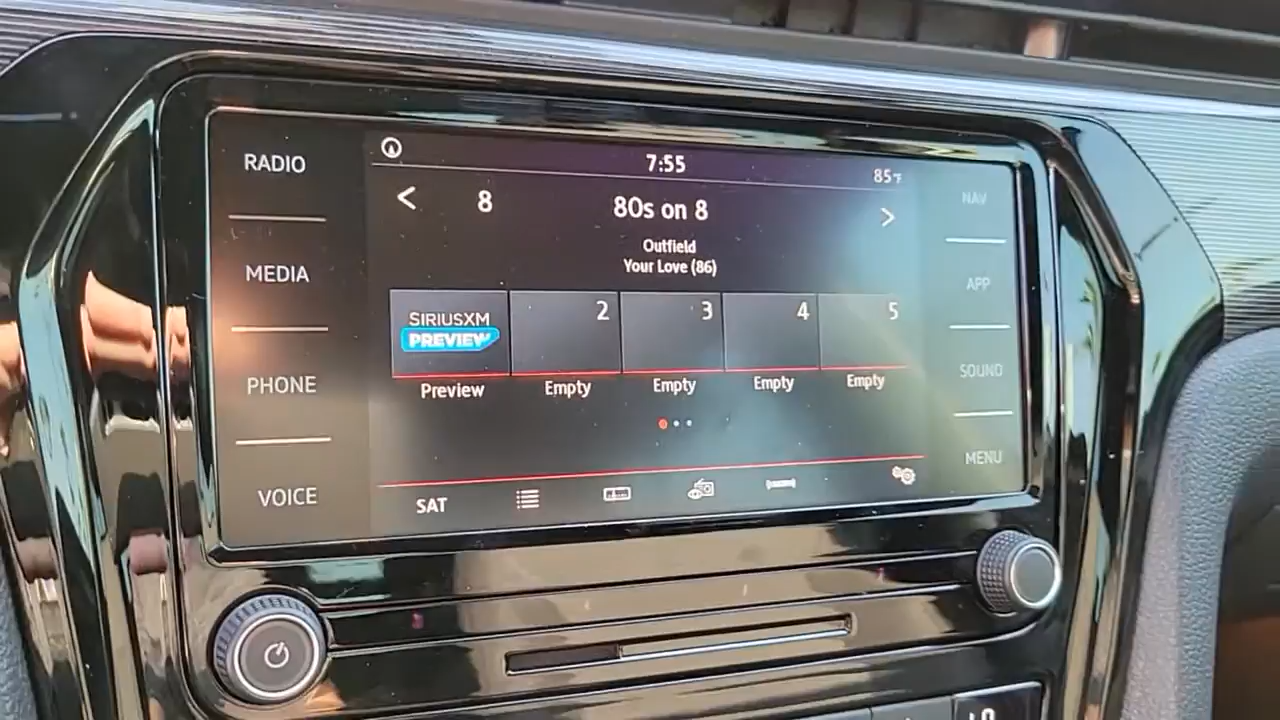 RADIO
MEDIA
PHONE
VOICE
7:55
85°F
8
80s on 8
Outfield
Your Love (86)
SIRIUSXM
PREVIEW
2
3
4
5
Preview
Empty
Empty
Empty
Empty
SAT
NAV
APP
SOUND
MENU